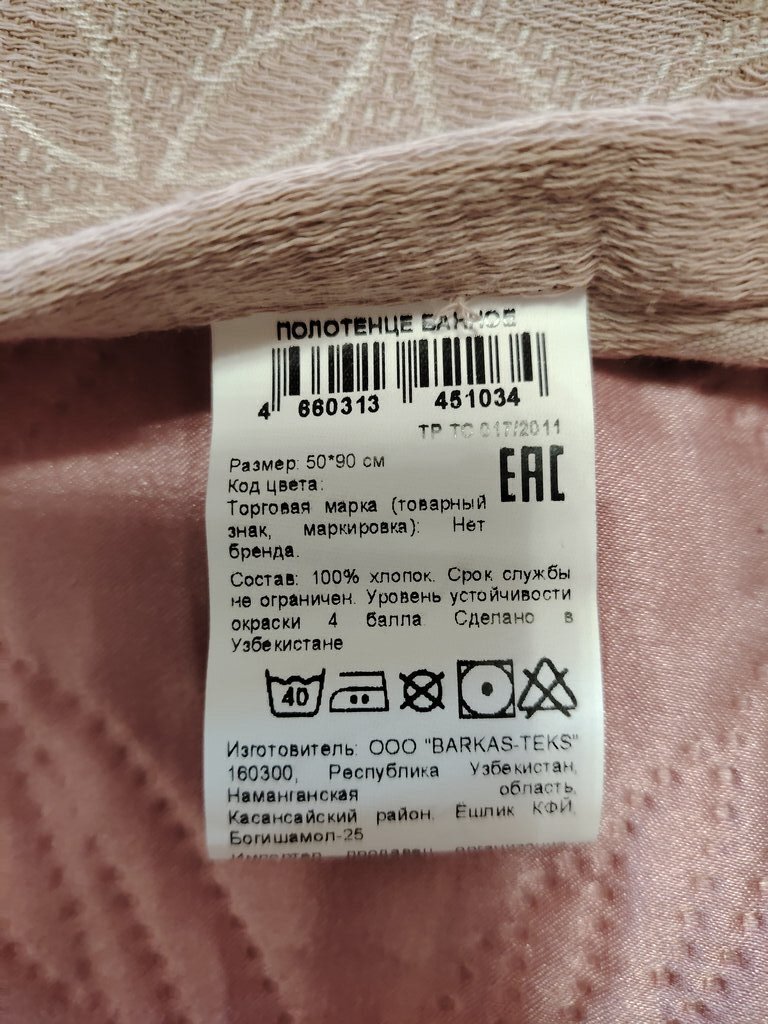 ПОЛОТЕНЦЕ БАННОЕ
4 660313 451034
ТР ТС 017/2011
EAC
Размер: 50*90 см
Код цвета:
Торговая марка (товарный
знак, маркировка): Нет
бренда.
Состав: 100% хлопок. Срок службы
не ограничен. Уровень устойчивости
окраски 4 балла Сделано в
Узбекистане
40
Изготовитель: ООО "BARKAS-TEKS"
160300, Республика Узбекистан,
Наманганская область,
Касансайский район, Ёшлик КФЙ,
Богишамол-25